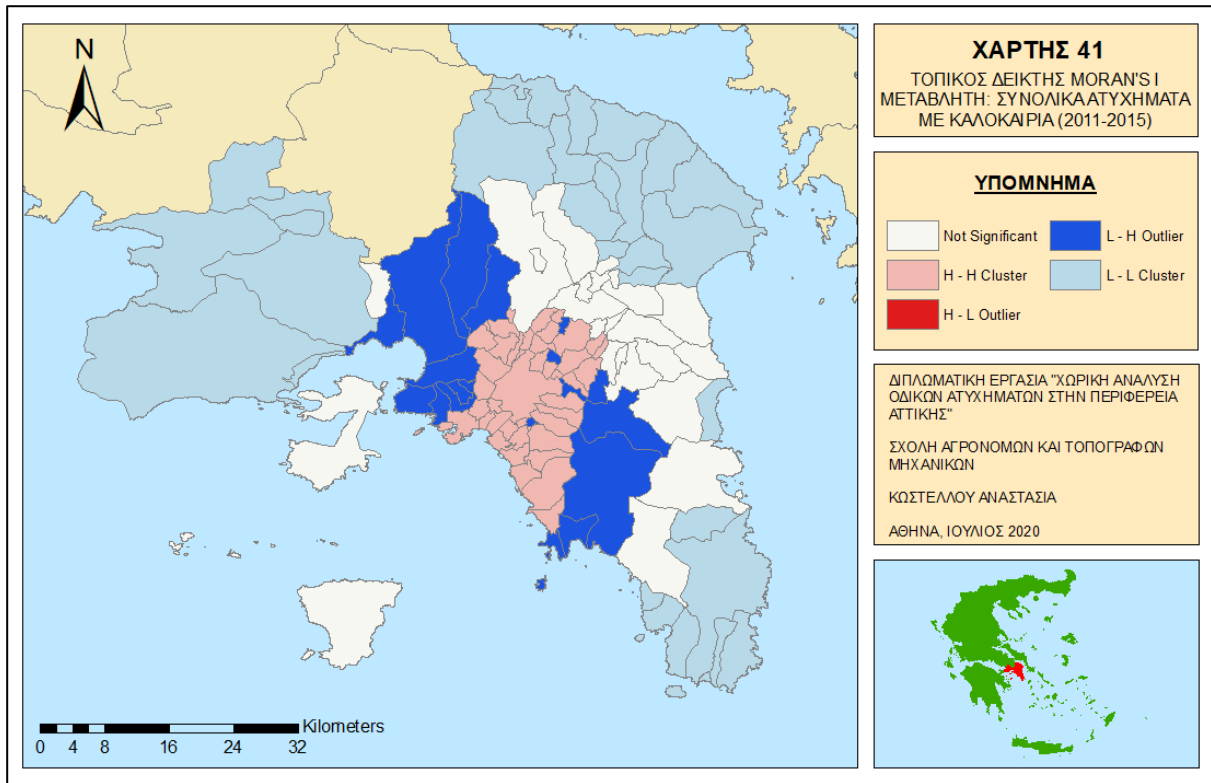 N
Kilometers
0 4 8 16 24 32
ΧΑΡΤΗΣ 41
ΤΟΠΙΚΟΣ ΔΕΙΚΤΗΣ MORAN'S I
ΜΕΤΑΒΛΗΤΗ: ΣΥΝΟΛΙΚΑ ΑΤΥΧΗΜΑΤΑ
ΜΕ ΚΑΛΟΚΑΙΡΙΑ (2011-2015)
ΥΠΟΜΝΗΜΑ
Not Significant
L - H Outlier
H - H Cluster
L - L Cluster
H - L Outlier
ΔΙΠΛΩΜΑΤΙΚΗ ΕΡΓΑΣΙΑ "ΧΩΡΙΚΗ ΑΝΑΛΥΣΗ
ΟΔΙΚΩΝ ΑΤΥΧΗΜΑΤΩΝ ΣΤΗΝ ΠΕΡΙΦΕΡΕΙΑ
ΑΤΤΙΚΗΣ"
ΣΧΟΛΗ ΑΓΡΟΝΟΜΩΝ ΚΑΙ ΤΟΠΟΓΡΑΦΩΝ
ΜΗΧΑΝΙΚΩΝ
ΚΩΣΤΕΛΛΟΥ ΑΝΑΣΤΑΣΙΑ
ΑΘΗΝΑ, ΙΟΥΛΙΟΣ 2020